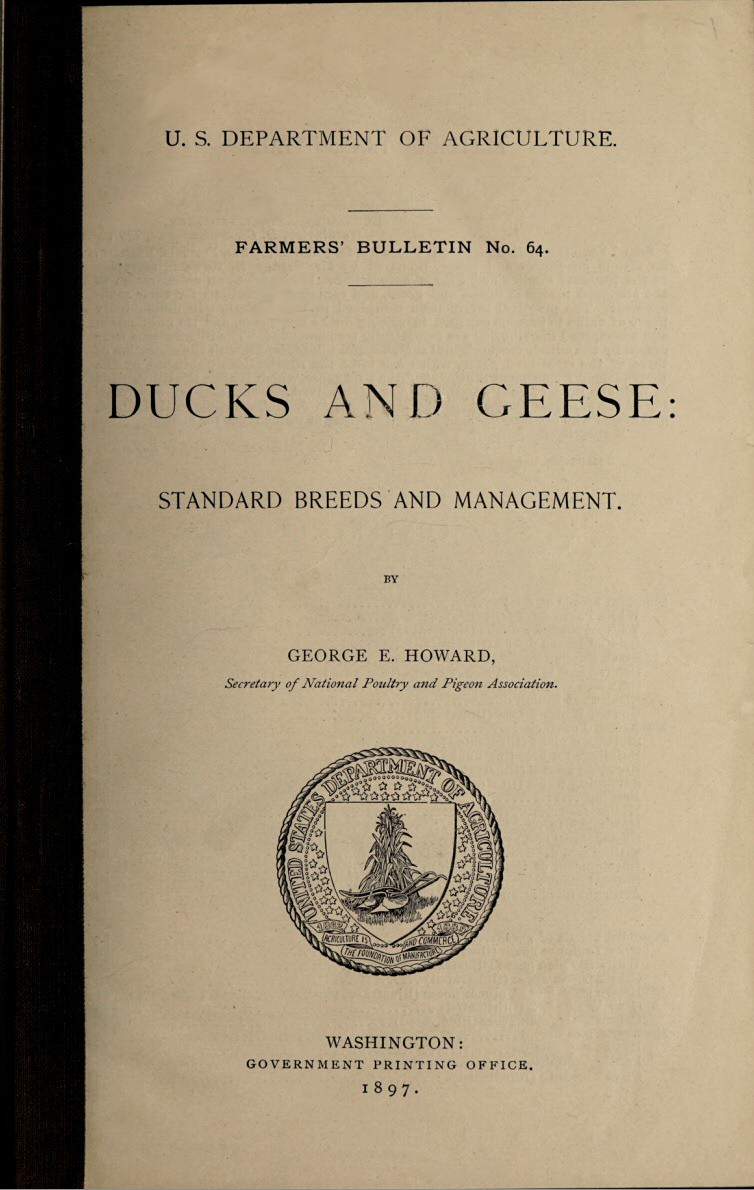 U. S. DEPARTMENT OF AGRICULTURE.
FARMERS' BULLETIN No. 64.
DUCKS AND GEESE:
STANDARD BREEDS AND MANAGEMENT.
BY
GEORGE E. HOWARD,
Secretary of National Poultry and Pigeon Association.
UNITED STATES DEPARTMENT OF AGRICULTURE
AGRICULTURE IS
THE FOUNDATION OF MANUFACTURE
AND COMMERCE
WASHINGTON:
GOVERNMENT PRINTING OFFICE.
1897.